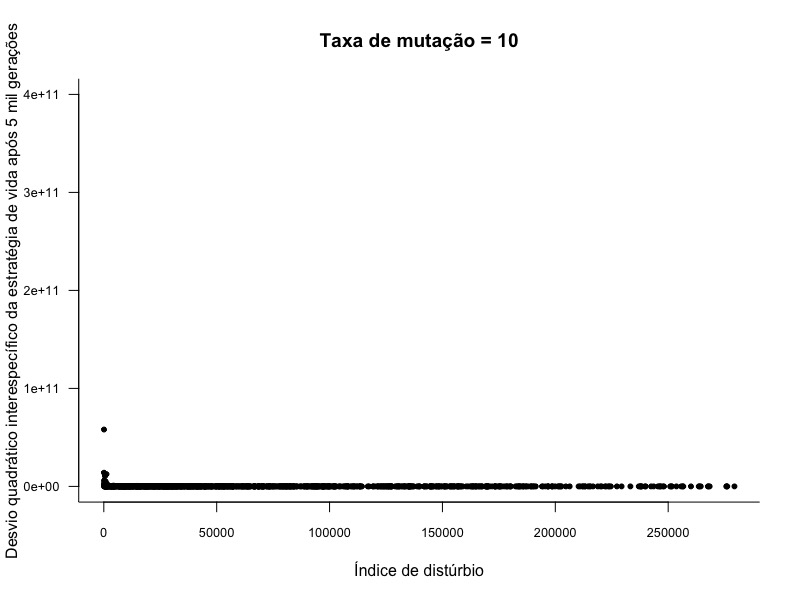 Taxa de mutação = 10
Desvio quadrático interespecífico da estratégia de vida após 5 mil gerações
4e+11
3e+11
2e+11
1e+11
0e+00
0 50000 100000 150000 200000 250000
Índice de distúrbio